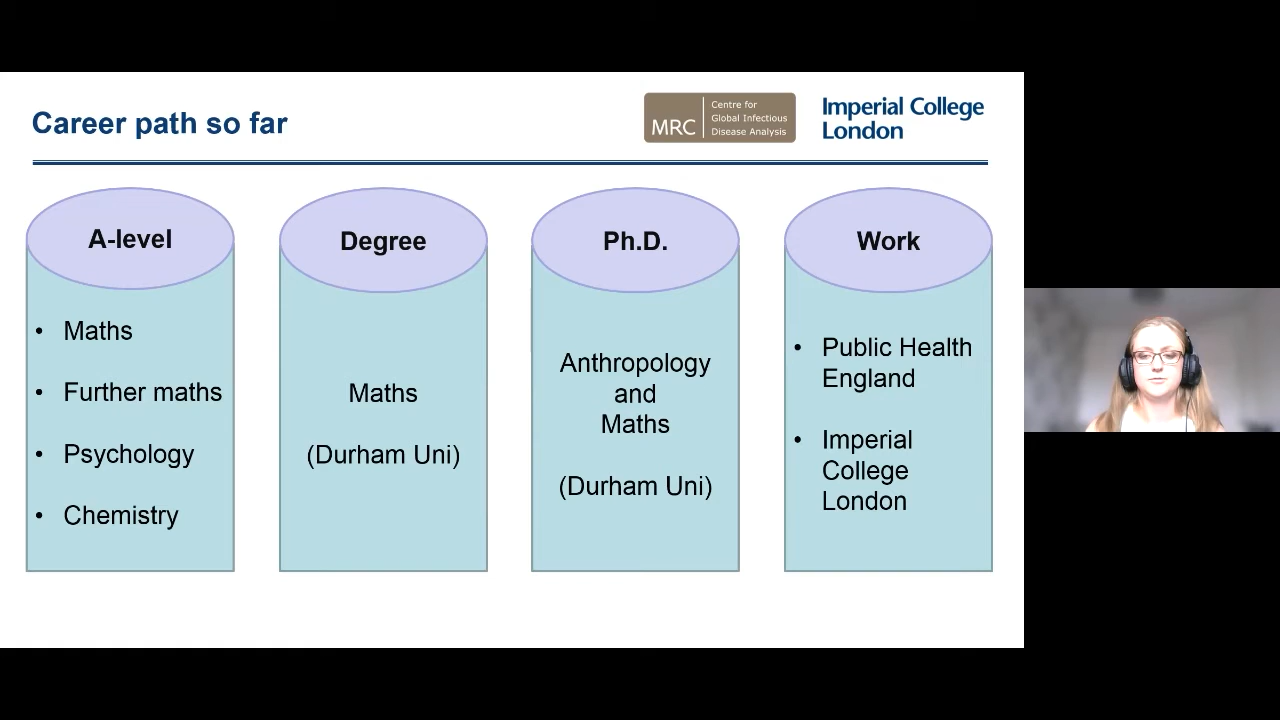 Career path so far
MRC
Centre for
Global Infectious
Disease Analysis
Imperial College
London
A-level
• Maths
• Further maths
• Psychology
• Chemistry
Degree
Maths
(Durham Uni)
Ph.D.
Anthropology
and
Maths
(Durham Uni)
Work
• Public Health
England
• Imperial
College
London